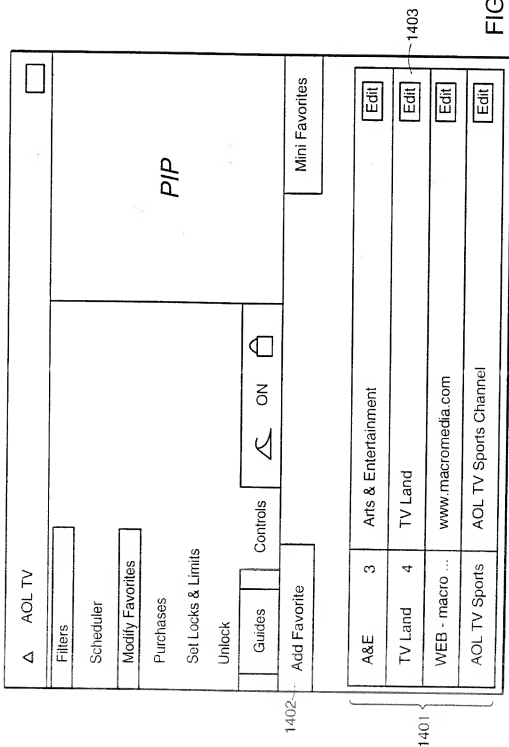 △ AOL TV
Filters
Scheduler
Modify Favorites
Purchases
Set Locks & Limits
Unlock
PIP
Guides Controls ON
1402 Add Favorite Mini Favorites
1401
A&E 3 Arts & Entertainment Edit
TV Land 4 TV Land Edit 1403
WEB - macro ... www.macromedia.com Edit
AOL TV Sports AOL TV Sports Channel Edit
FIG